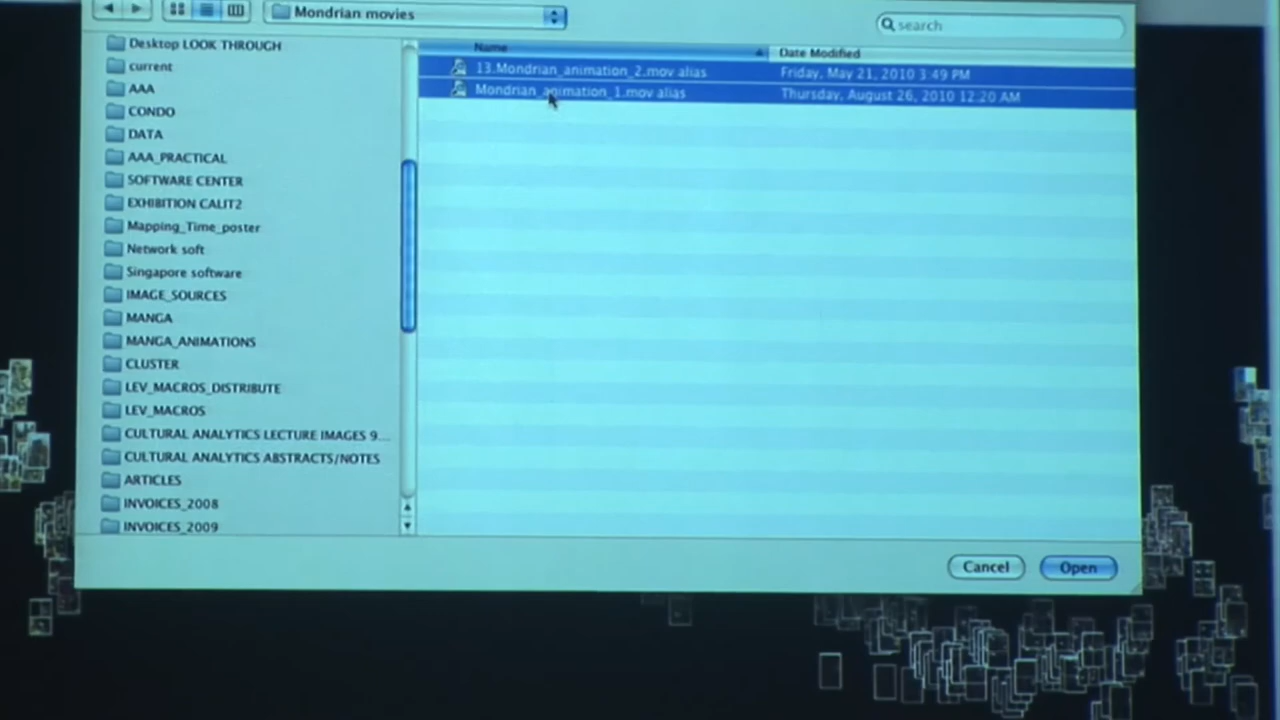 Mondrian movies
search
Name
Date Modified
13.Mondrian_animation_2.mov alias
Friday, May 21, 2010 3:49 PM
Mondrian_animation_1.mov alias
Thursday, August 26, 2010 12:20 AM
Desktop LOOK THROUGH
current
AAA
CONDO
DATA
AAA_PRACTICAL
SOFTWARE CENTER
EXHIBITION CALIT2
Mapping_Time_poster
Network soft
Singapore software
IMAGE_SOURCES
MANGA
MANGA_ANIMATIONS
CLUSTER
LEV_MACROS_DISTRIBUTE
LEV_MACROS
CULTURAL ANALYTICS LECTURE IMAGES 9...
CULTURAL ANALYTICS ABSTRACTS/NOTES
ARTICLES
INVOICES_2008
INVOICES_2009
Cancel
Open